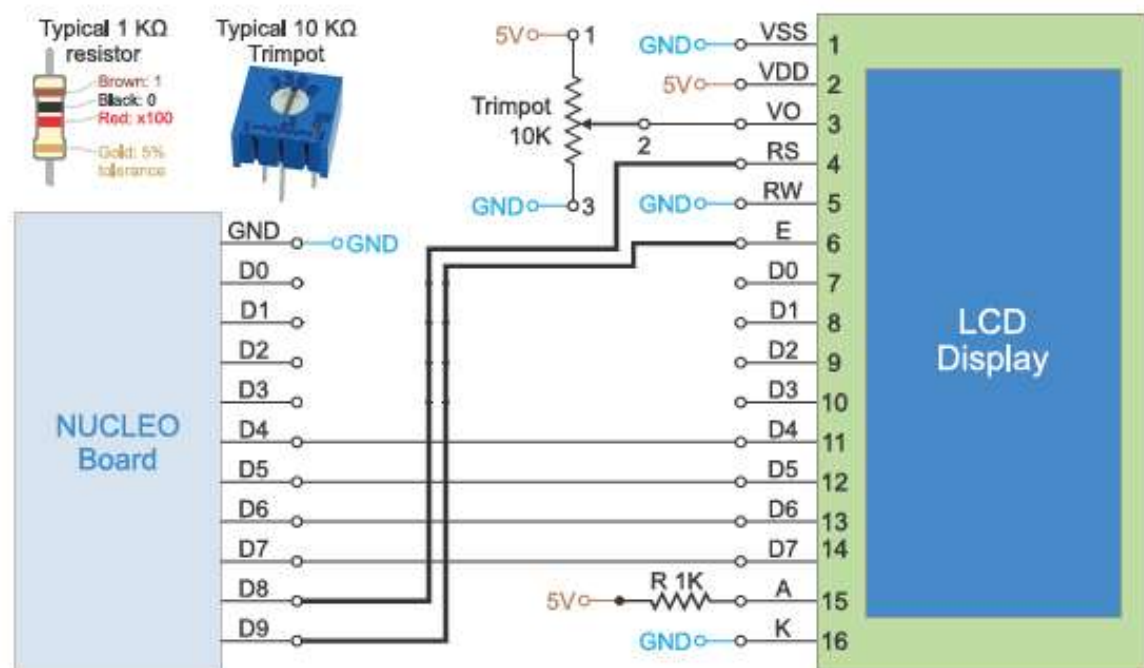 Typical 1 KΩ
resistor
Brown: 1
Black: 0
Red: x100
Gold: 5%
tolerance
Typical 10 KΩ
Trimpot
5V
1
Trimpot
10K
2
GND
3
GND
VSS
1
5V
VDD
2
VO
3
RS
4
GND
RW
5
E
6
D0
7
D1
8
D2
9
D3
10
D4
11
D5
12
D6
13
D7
14
5V
R 1K
A
15
GND
K
16
LCD
Display
NUCLEO
Board
GND
GND
D0
D1
D2
D3
D4
D5
D6
D7
D8
D9